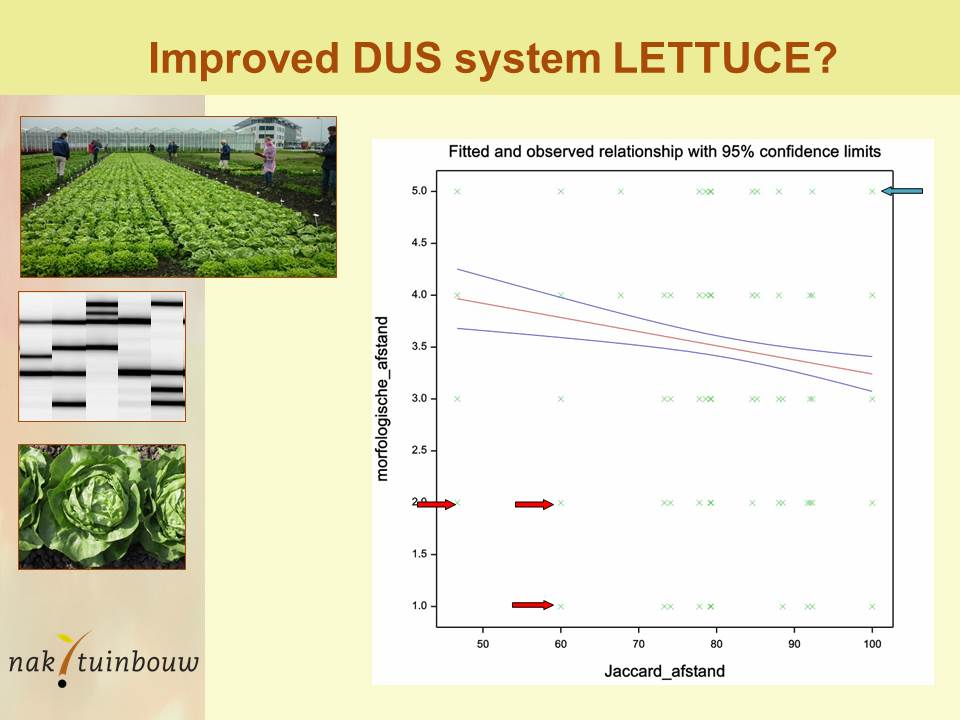 Improved DUS system LETTUCE?
Fitted and observed relationship with 95% confidence limits
5.0
4.5
4.0
3.5
3.0
2.5
2.0
1.5
1.0
morfologische_afstand
50 60 70 80 90 100
Jaccard_afstand
nak tuinbouw